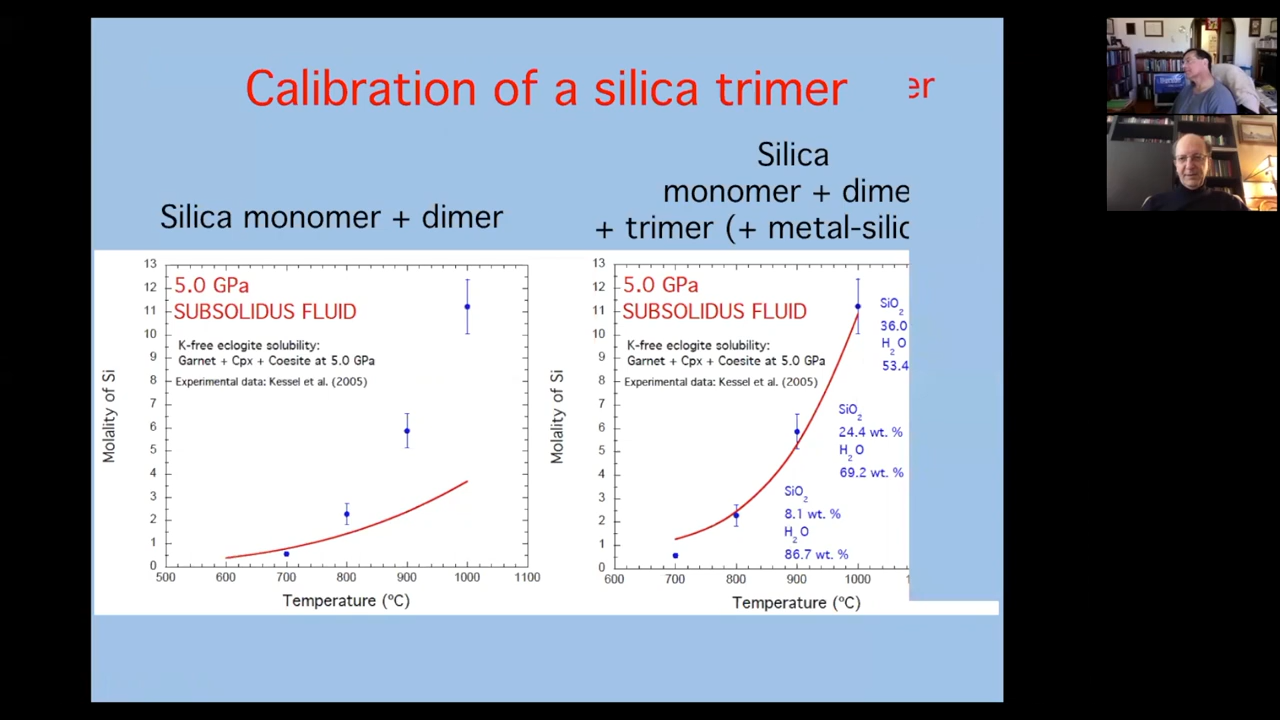 Calibration of a silica trimer
er
Silica monomer + dimer
Silica
monomer + dime
+ trimer (+ metal-silic
13
12
11
10
9
8
7
6
5
4
3
2
1
0
Molality of Si
5.0 GPa
SUBSOLIDUS FLUID
K-free eclogite solubility:
Garnet + Cpx + Coesite at 5.0 GPa
Experimental data: Kessel et al. (2005)
500 600 700 800 900 1000 1100
Temperature (ºC)
13
12
11
10
9
8
7
6
5
4
3
2
1
0
Molality of Si
5.0 GPa
SUBSOLIDUS FLUID
K-free eclogite solubility:
Garnet + Cpx + Coesite at 5.0 GPa
Experimental data: Kessel et al. (2005)
SiO2
36.0
H2O
53.4
SiO2
24.4 wt. %
H2O
69.2 wt. %
SiO2
8.1 wt. %
H2O
86.7 wt. %
600 700 800 900 1000 1
Temperature (ºC)